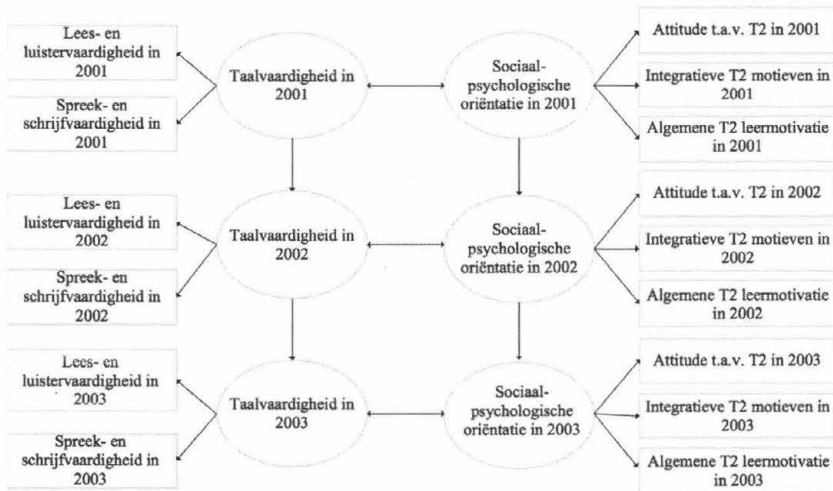 Lees- en
luistervaardigheid in
2001
Spreek- en
schrijfvaardigheid in
2001
Taalvaardigheid in
2001
Sociaal-
psychologische
oriëntatie in 2001
Attitude t.a.v. T2 in 2001
Integratieve T2 motieven in
2001
Algemene T2 leermotivatie
in 2001
Lees- en
luistervaardigheid in
2002
Spreek- en
schrijfvaardigheid in
2002
Taalvaardigheid in
2002
Sociaal-
psychologische
oriëntatie in 2002
Attitude t.a.v. T2 in 2002
Integratieve T2 motieven in
2002
Algemene T2 leermotivatie
in 2002
Lees- en
luistervaardigheid in
2003
Spreek- en
schrijfvaardigheid in
2003
Taalvaardigheid in
2003
Sociaal-
psychologische
oriëntatie in 2003
Attitude t.a.v. T2 in 2003
Integratieve T2 motieven in
2003
Algemene T2 leermotivatie
in 2003